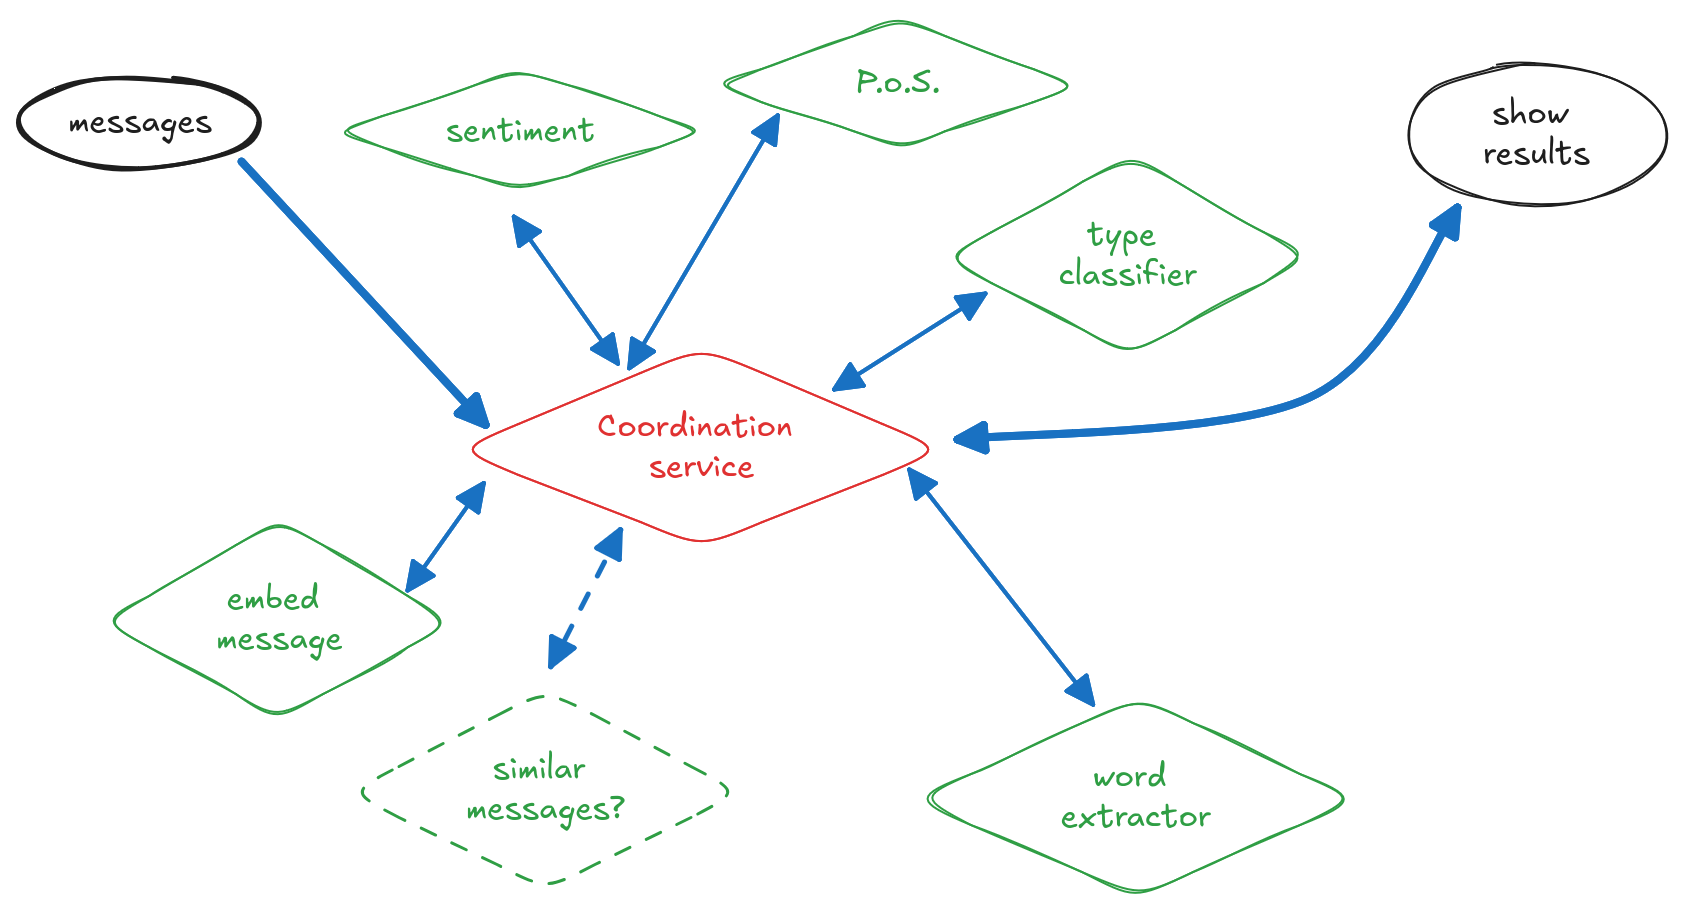 messages
sentiment
P.o.S.
show
results
type
classifier
Coordination
service
embed
message
similar
messages?
word
extractor